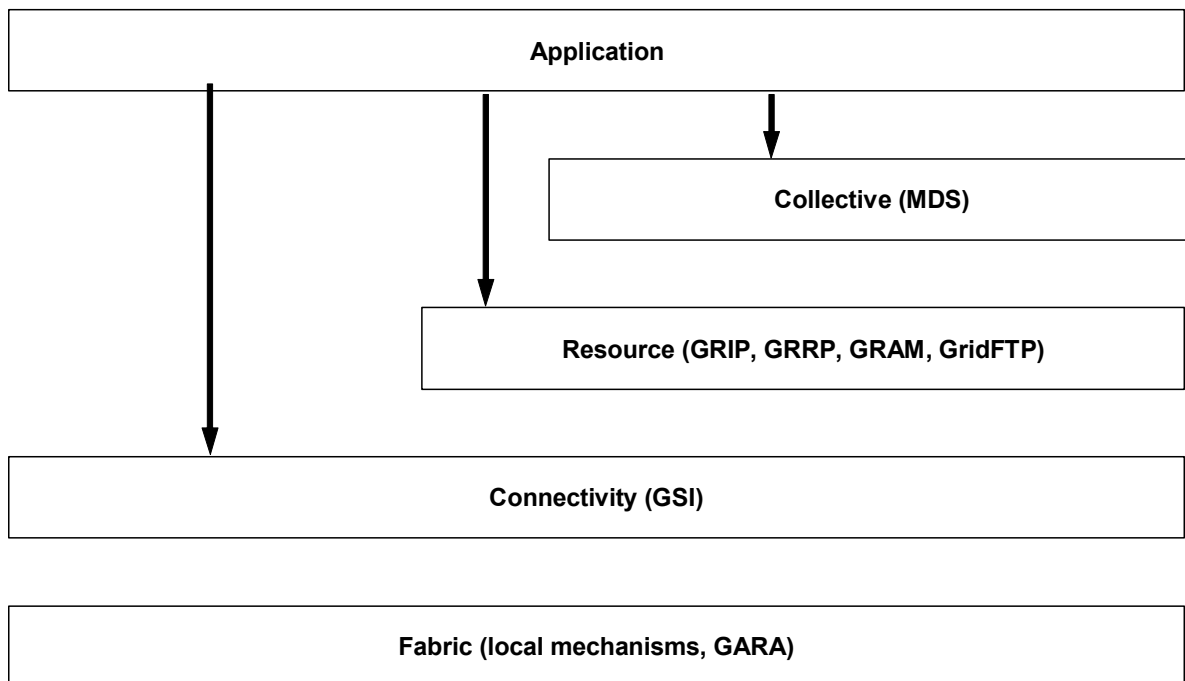 Application
Collective (MDS)
Resource (GRIP, GRRP, GRAM, GridFTP)
Connectivity (GSI)
Fabric (local mechanisms, GARA)